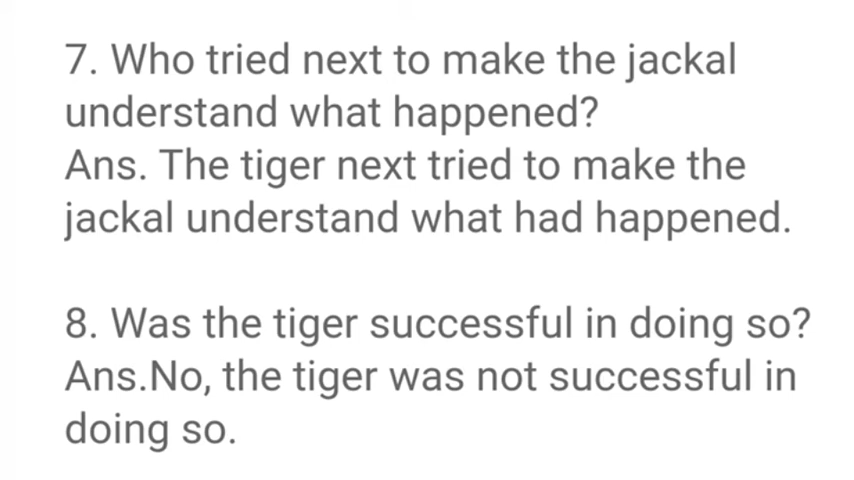 7. Who tried next to make the jackal
understand what happened?
Ans. The tiger next tried to make the
jackal understand what had happened.
8. Was the tiger successful in doing so?
Ans.No, the tiger was not successful in
doing so.